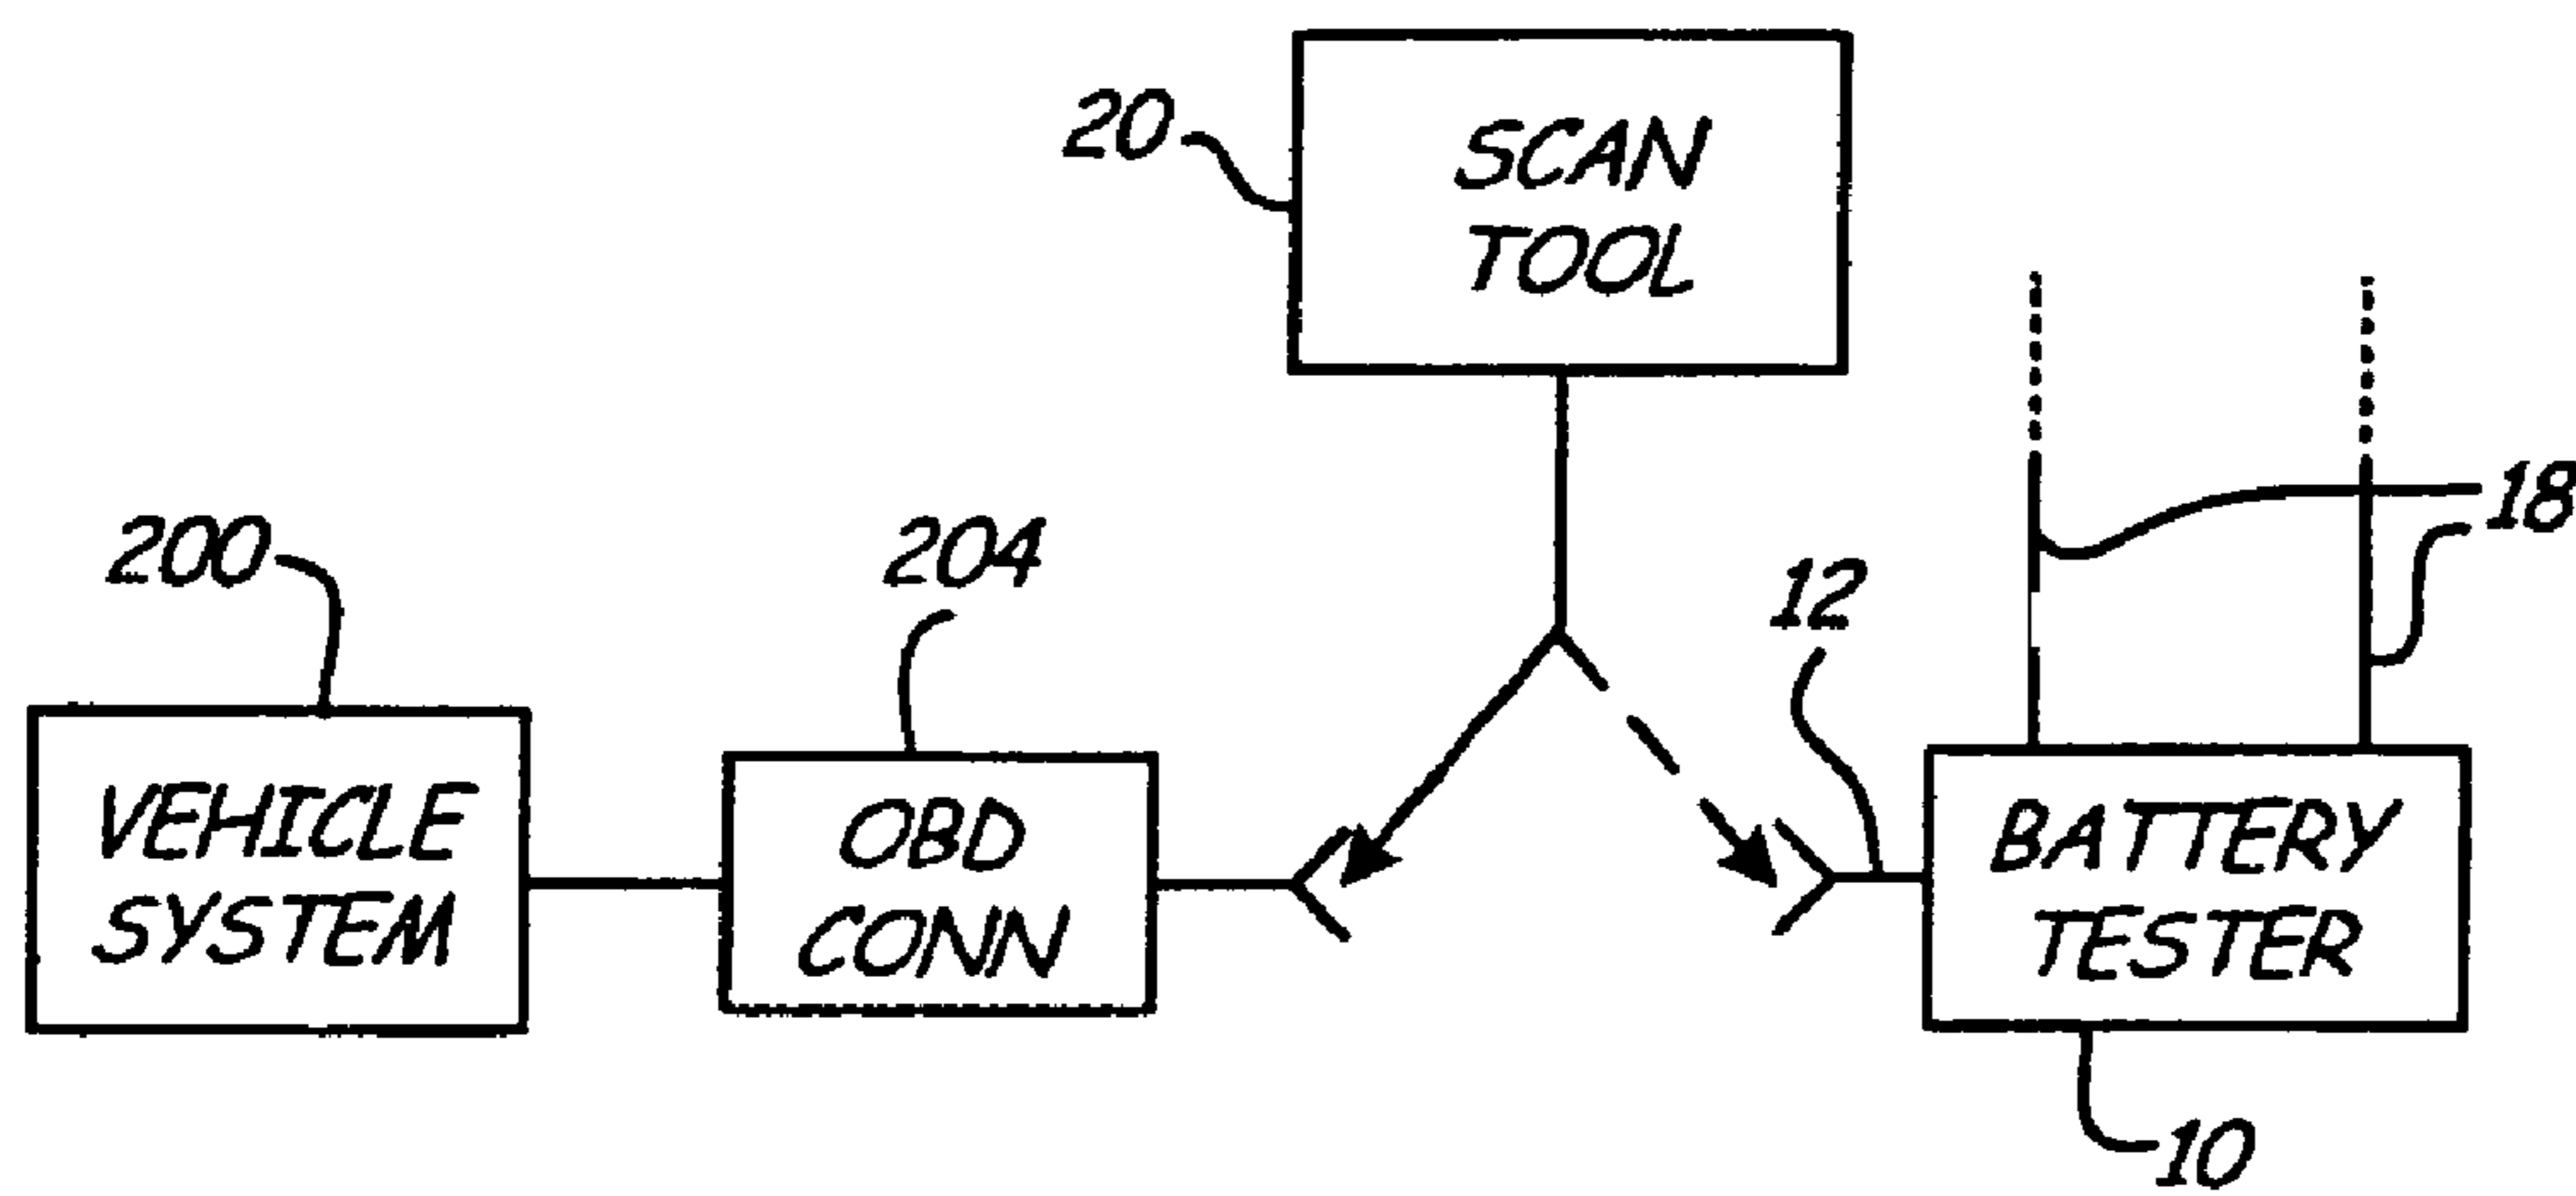 20
SCAN
TOOL
18
200
204
12
VEHICLE
SYSTEM
OBD
CONN
BATTERY
TESTER
10